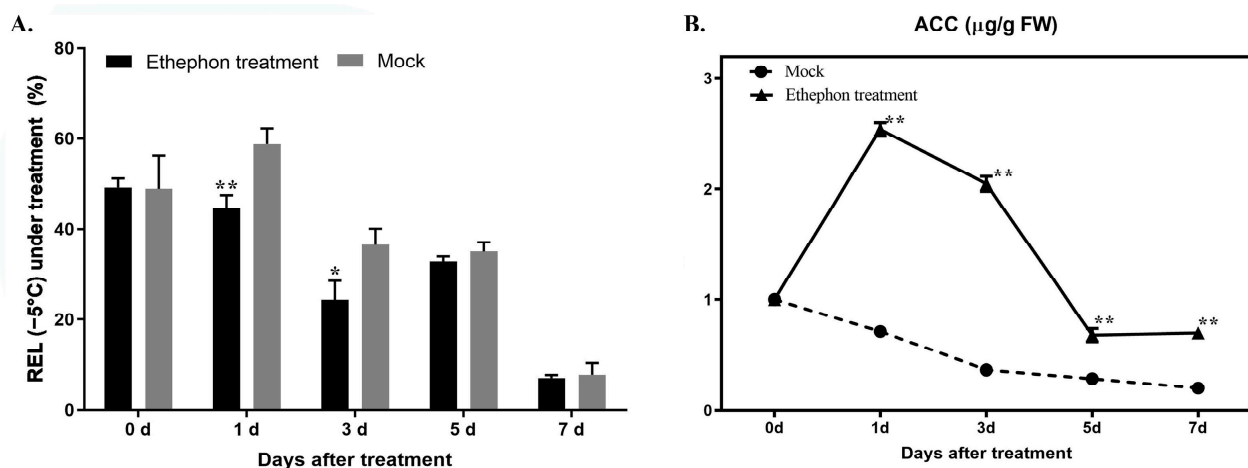 A.
80
60
40
20
0
REL (−5°C) under treatment (%)
Ethephon treatment
Mock
**
*
0 d
1 d
3 d
5 d
7 d
Days after treatment
B.
ACC (μg/g FW)
3
2
1
0
Mock
Ethephon treatment
**
**
**
**
0d
1d
3d
5d
7d
Days after treatment